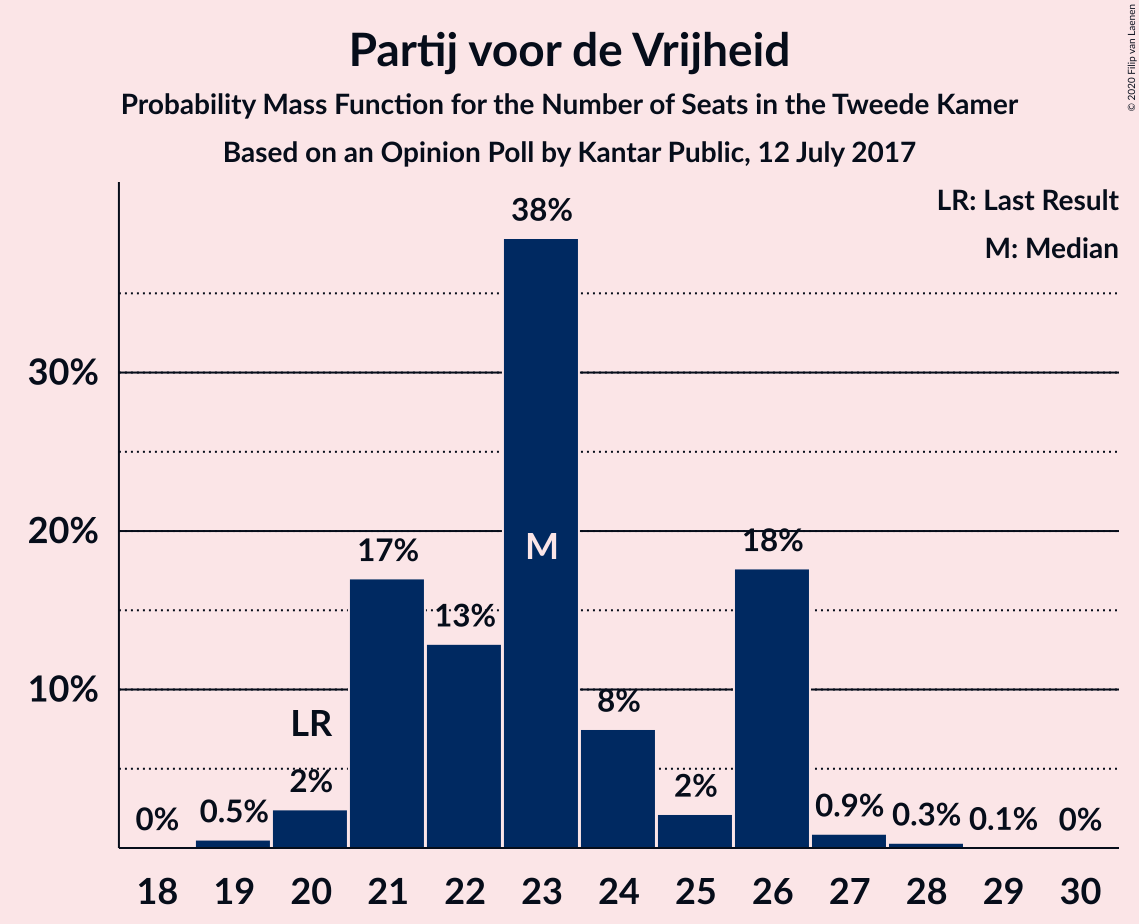 Partij voor de Vrijheid
Probability Mass Function for the Number of Seats in the Tweede Kamer
Based on an Opinion Poll by Kantar Public, 12 July 2017
© 2020 Filip van Laenen
LR: Last Result
M: Median
38%
30%
20%
10%
M
LR
0%
0.5%
2%
17%
13%
8%
2%
18%
0.9%
0.3%
0.1%
0%
18 19 20 21 22 23 24 25 26 27 28 29 30